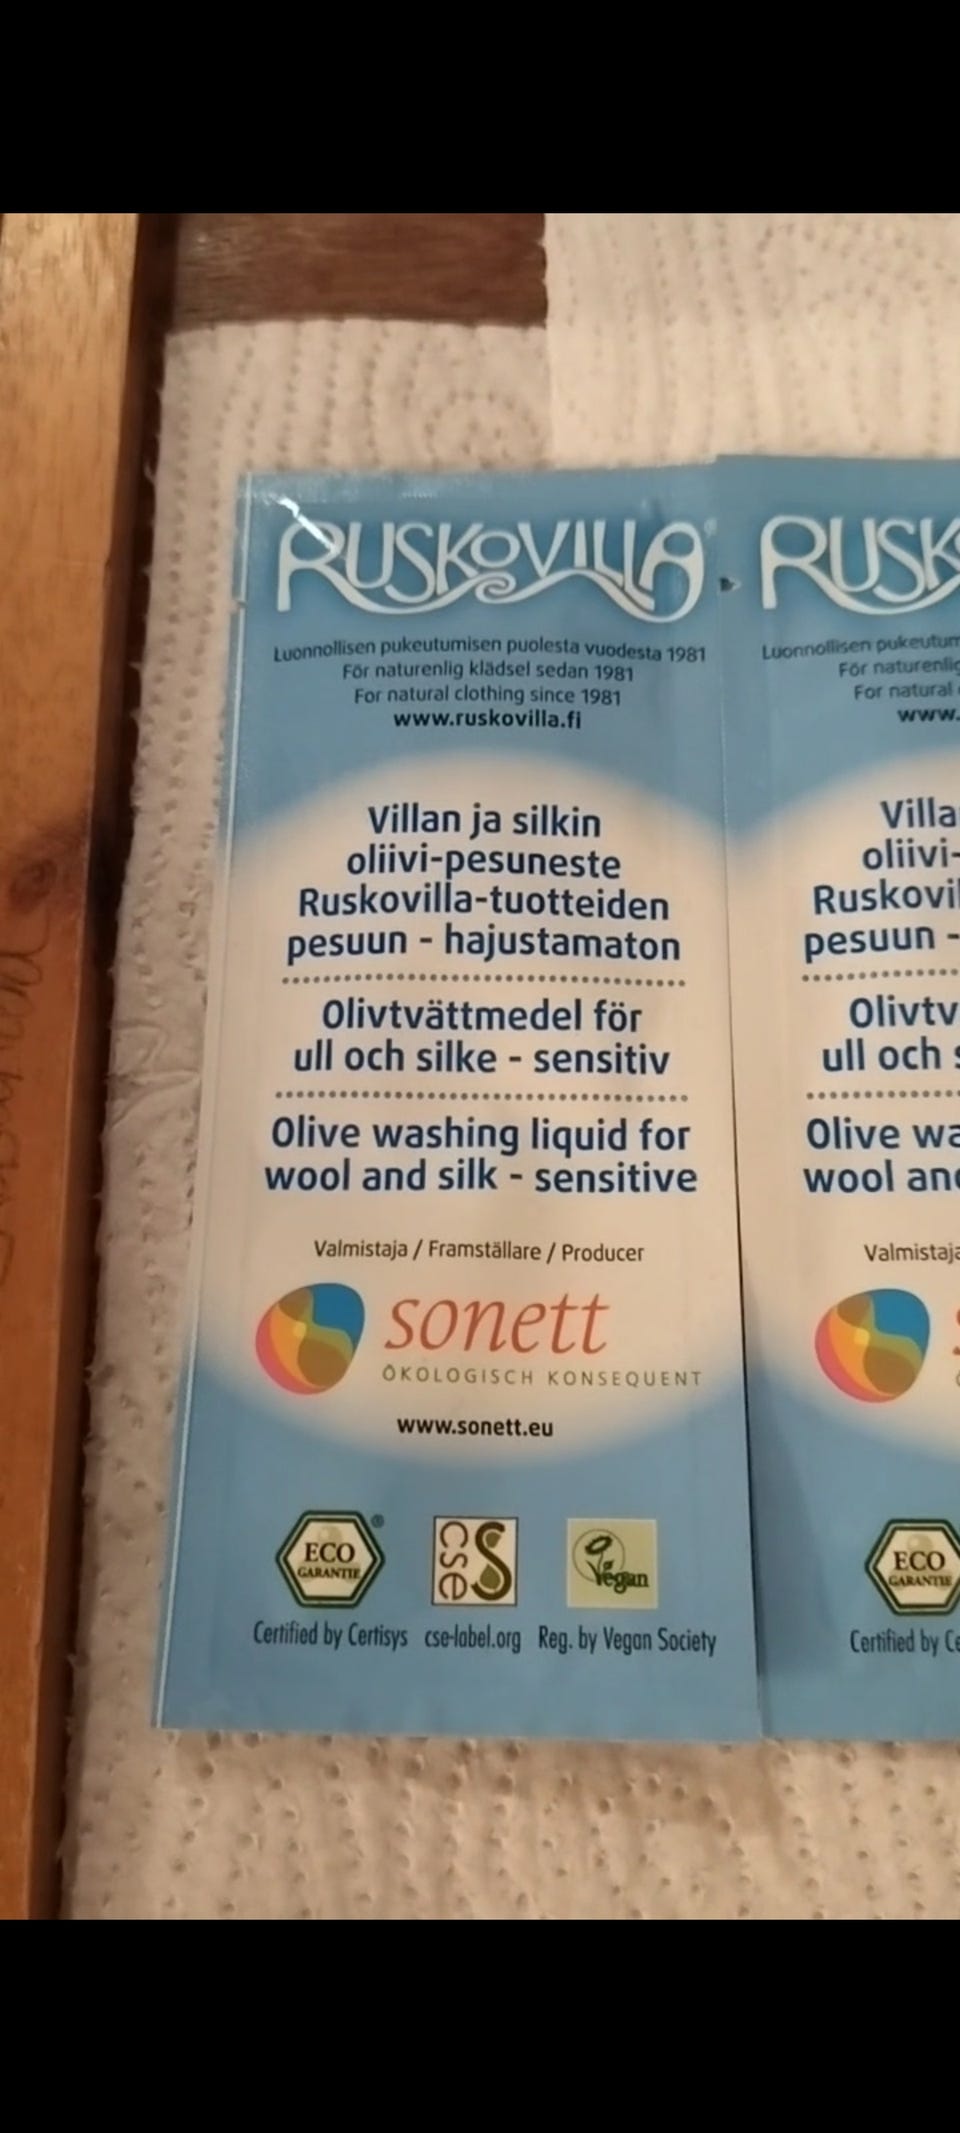 RUSKOVILLA®
Luonnollisen pukeutumisen puolesta vuodesta 1981
För naturenlig klädsel sedan 1981
For natural clothing since 1981
www.ruskovilla.fi
Villan ja silkin
oliivi-pesuneste
Ruskovilla-tuotteiden
pesuun - hajustamaton
Olivtvättmedel för
ull och silke - sensitiv
Olive washing liquid for
wool and silk - sensitive
Valmistaja / Framställare / Producer
sonett
ÖKOLOGISCH KONSEQUENT
www.sonett.eu
ECO
GARANTIE
®
cse
Vegan
Certified by Certisys cse-label.org Reg. by Vegan Society
RUSK
Luonnollisen pukeutum
För naturenlig
For natural
www.
Villa
oliivi-
Ruskovil
pesuun -
Olivtv
ull och s
Olive wa
wool and
Valmistaja
ECO
GARANTIE
Certified by Ce